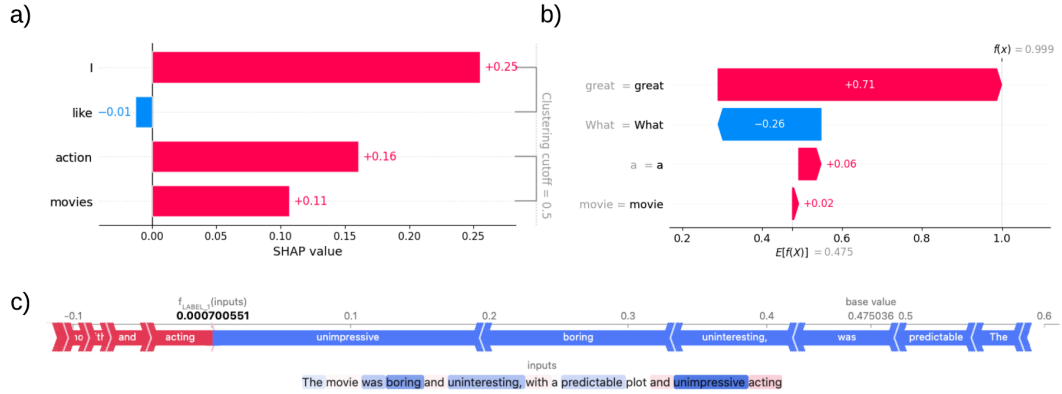 a)
I
+0.25
like
−0.01
action
+0.16
movies
+0.11
Clustering cutoff = 0.5
0.00 0.05 0.10 0.15 0.20 0.25
SHAP value
b)
f(x) = 0.999
great = great
+0.71
What = What
−0.26
a = a
+0.06
movie = movie
+0.02
0.2 0.4 0.6 0.8 1.0
E[f(X)] = 0.475
c)
f LABEL_1 (inputs)
base value
-0.1 0.000700551 0.1 0.2 0.3 0.4 0.475036 0.5 0.6
and acting unimpressive boring uninteresting, was predictable The
inputs
The movie was boring and uninteresting, with a predictable plot and unimpressive acting